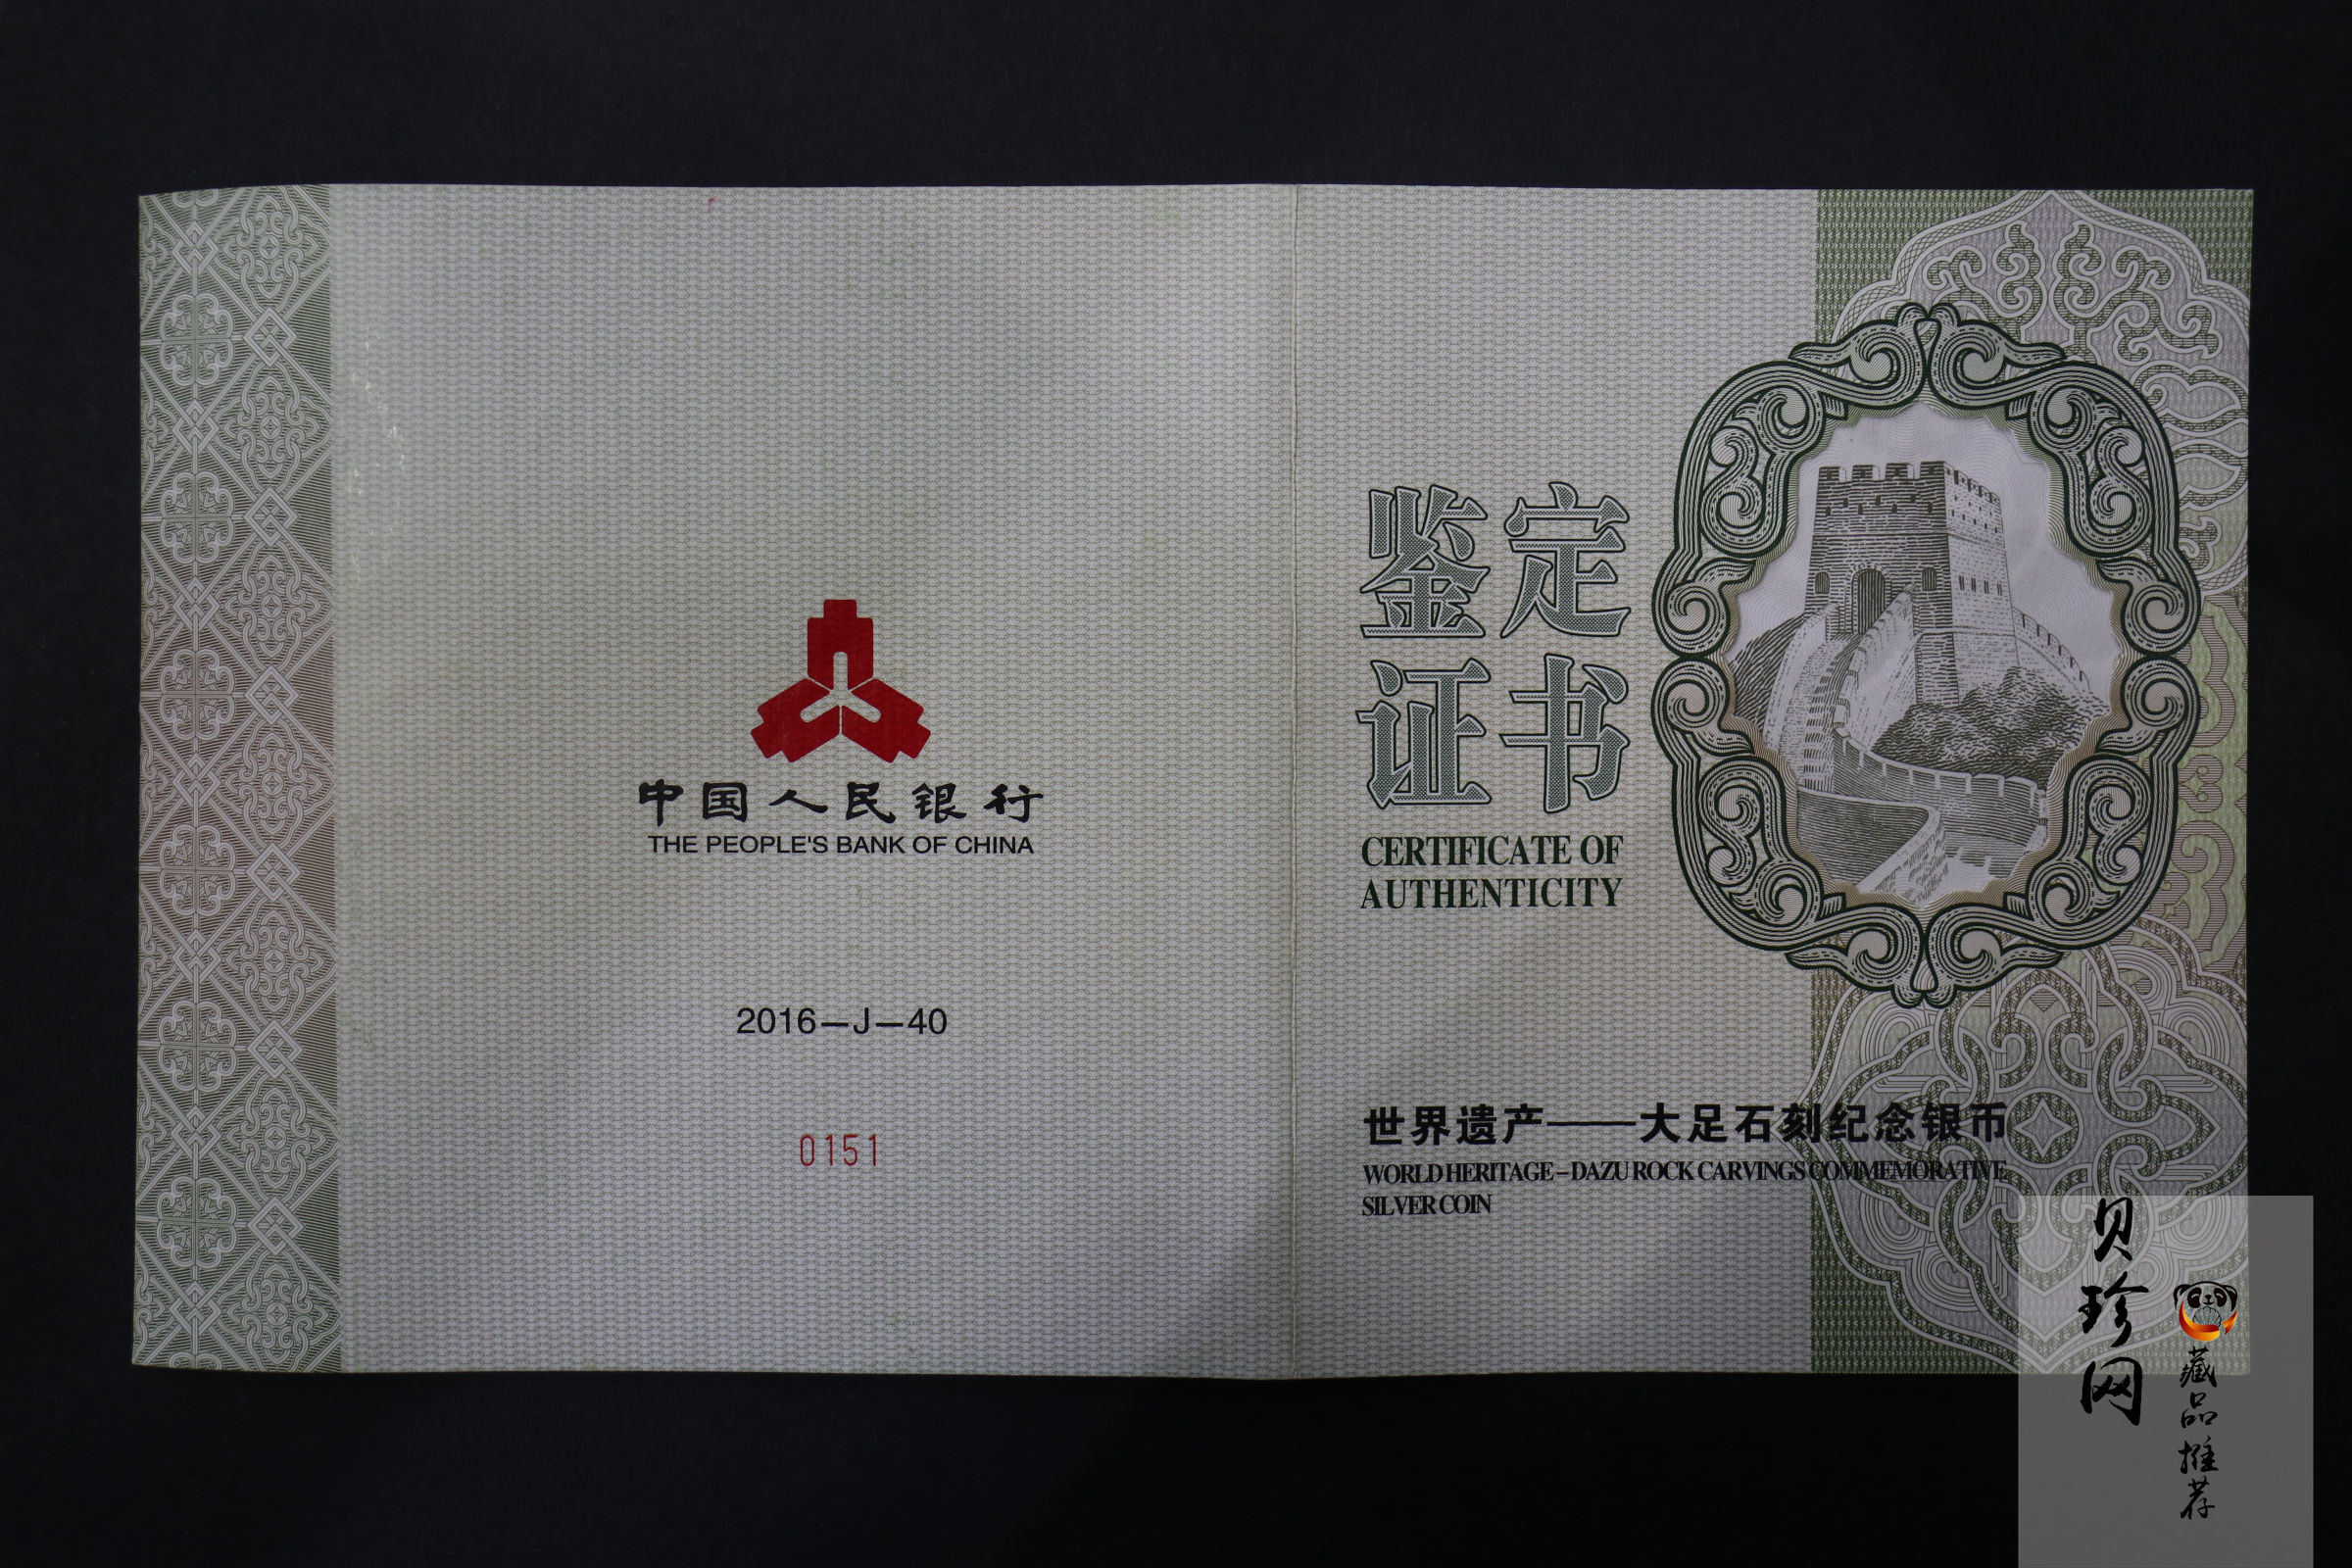 中国人民银行
THE PEOPLE'S BANK OF CHINA
2016—J—40
0151
鉴定
证书
CERTIFICATE OF
AUTHENTICITY
世界遗产——大足石刻纪念银币
WORLD HERITAGE – DAZU ROCK CARVINGS COMMEMORATIVE
SILVER COIN
贝珍网
藏品推荐